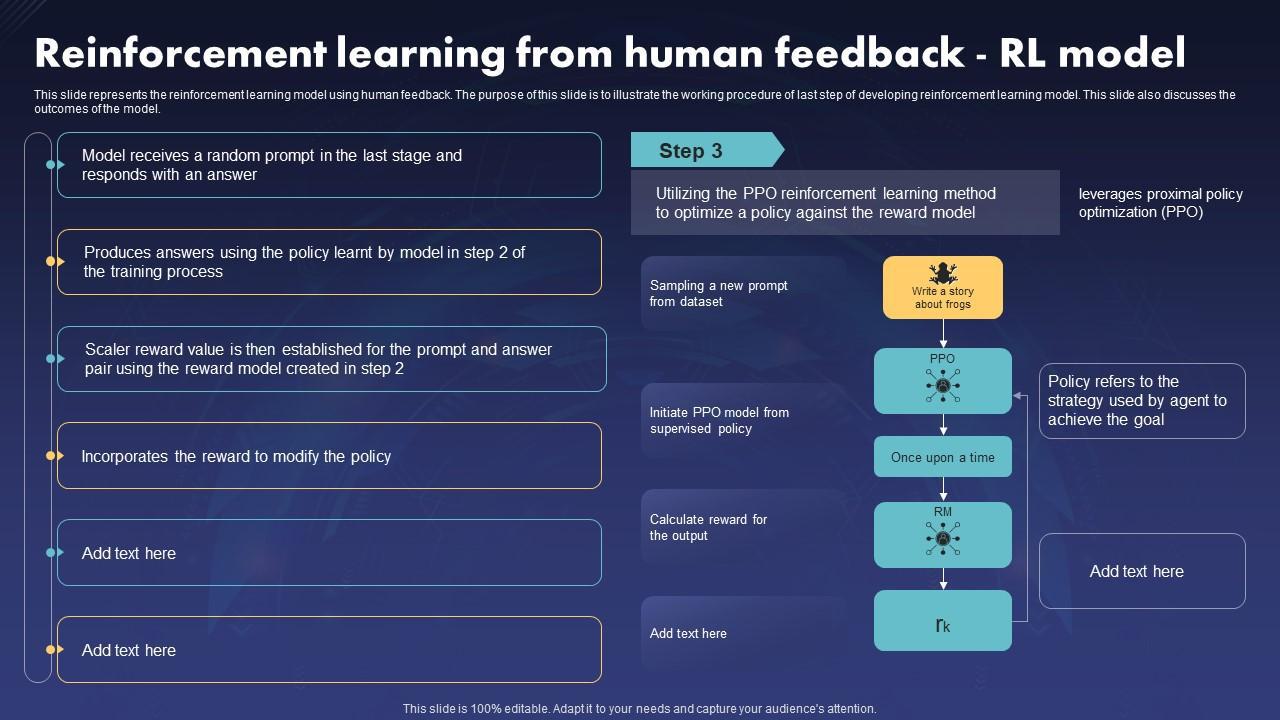 Reinforcement learning from human feedback - RL model
This slide represents the reinforcement learning model using human feedback. The purpose of this slide is to illustrate the working procedure of last step of developing reinforcement learning model. This slide also discusses the
outcomes of the model.
Model receives a random prompt in the last stage and
responds with an answer
Produces answers using the policy learnt by model in step 2 of
the training process
Scaler reward value is then established for the prompt and answer
pair using the reward model created in step 2
Incorporates the reward to modify the policy
Add text here
Add text here
Step 3
Utilizing the PPO reinforcement learning method
to optimize a policy against the reward model
leverages proximal policy
optimization (PPO)
Sampling a new prompt
from dataset
Initiate PPO model from
supervised policy
Calculate reward for
the output
Add text here
Write a story
about frogs
PPO
Once upon a time
RM
rk
Policy refers to the
strategy used by agent to
achieve the goal
Add text here
This slide is 100% editable. Adapt it to your needs and capture your audience's attention.